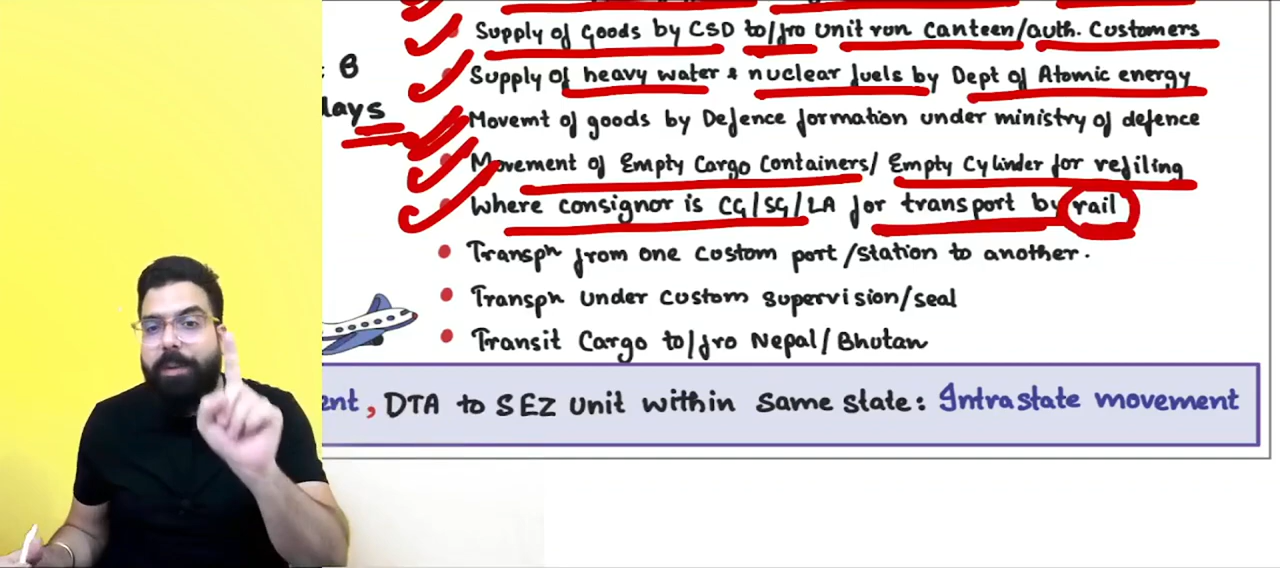 Supply of Goods by CSD to/fro Unit run Canteen/auth. Customers
8
Supply of heavy water & nuclear fuels by Dept of Atomic energy
days
Movemt of goods by Defence formation under ministry of defence
Movement of Empty Cargo Containers/ Empty Cylinder for refiling
Where consignor is CG/SG/LA for transport by rail
Transpn from one custom port/station to another.
Transpn under custom supervision/seal
Transit Cargo to/fro Nepal/Bhutan
ent, DTA to SEZ unit within same state: Intrastate movement